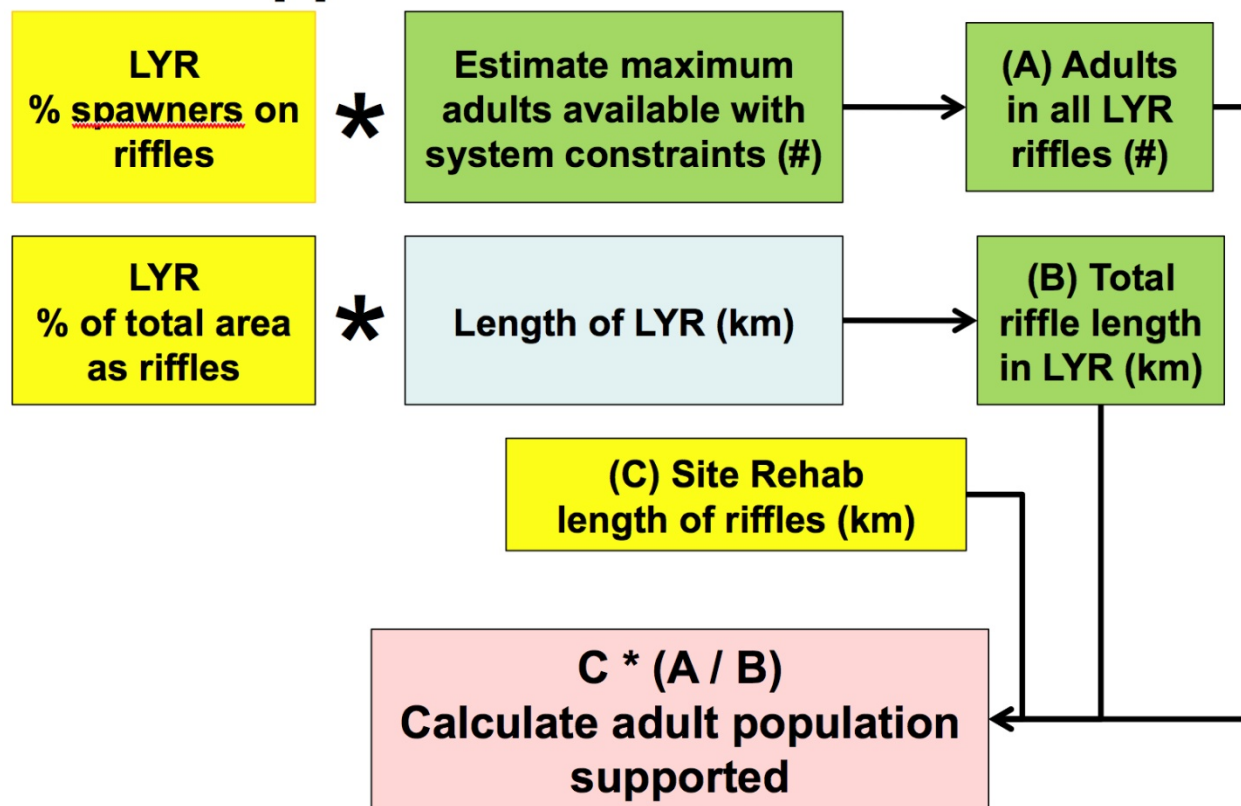 LYR
% spawners on
riffles
*
Estimate maximum
adults available with
system constraints (#)
(A) Adults
in all LYR
riffles (#)
LYR
% of total area
as riffles
*
Length of LYR (km)
(B) Total
riffle length
in LYR (km)
(C) Site Rehab
length of riffles (km)
C * (A / B)
Calculate adult population
supported